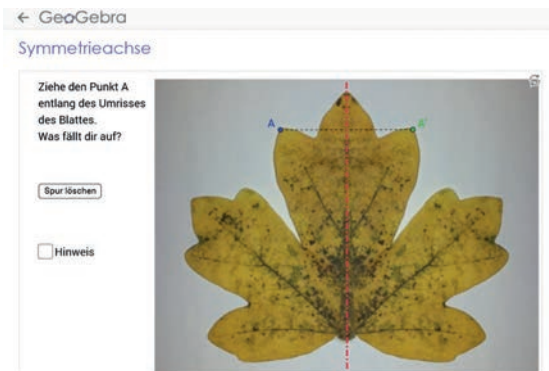 ← GeoGebra
Symmetrieachse
Ziehe den Punkt A
entlang des Umrisses
des Blattes.
Was fällt dir auf?
A
A'
Spur löschen
Hinweis